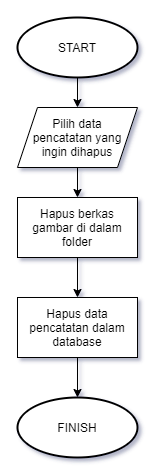 START
Pilih data
pencatatan yang
ingin dihapus
Hapus berkas
gambar di dalam
folder
Hapus data
pencatatan dalam
database
FINISH